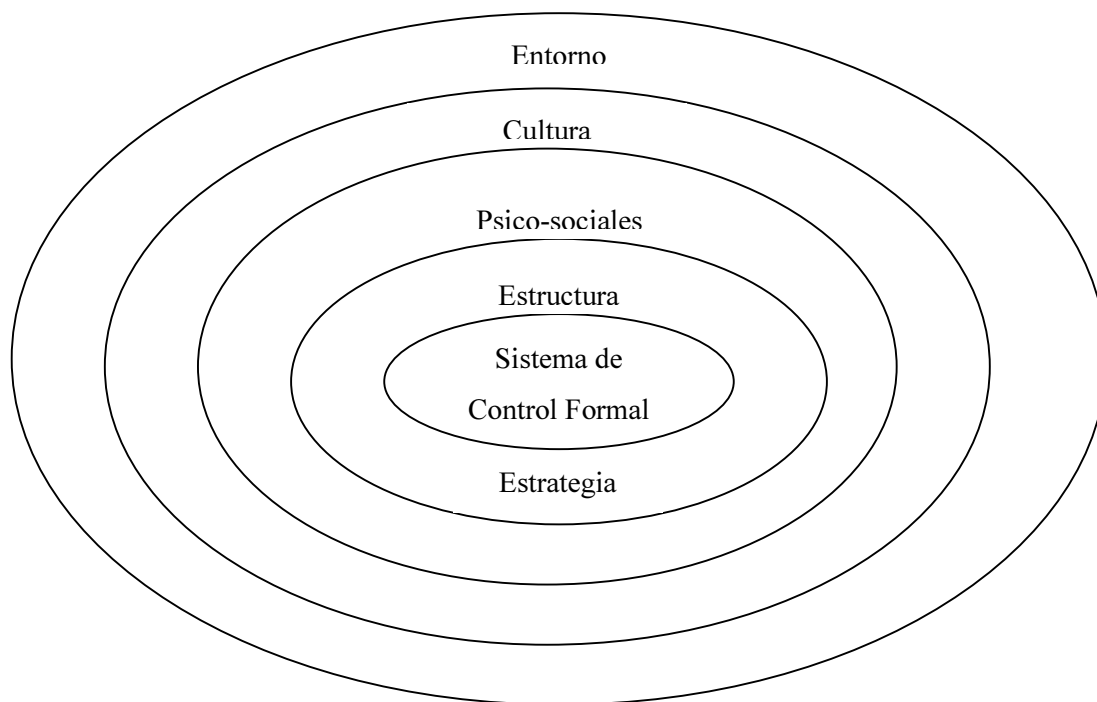 Entorno
Cultura
Psico-sociales
Estructura
Sistema de
Control Formal
Estrategia